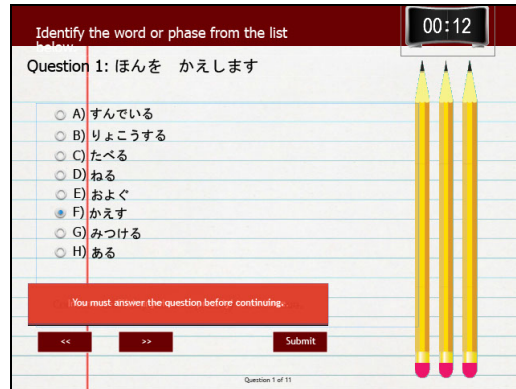 00:12
Identify the word or phase from the list
below
Question 1: ほんを　かえします
A) すんでいる
B) りょこうする
C) たべる
D) ねる
E) およぐ
F) かえす
G) みつける
H) ある
You must answer the question before continuing.
<< >> Submit
Question 1 of 11